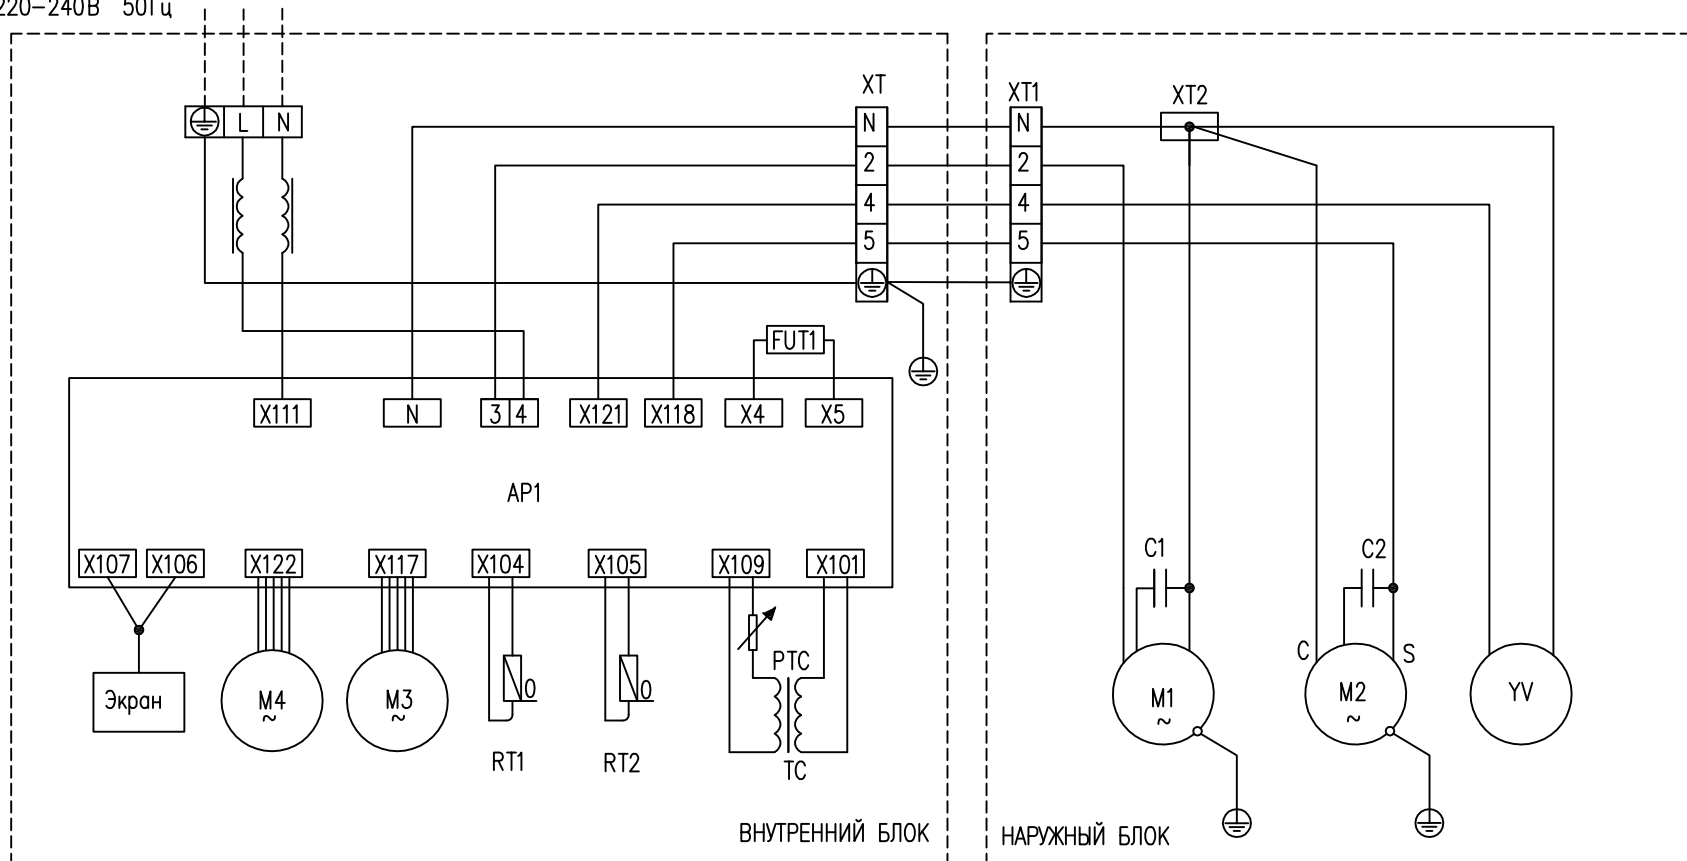 220-240В 50Гц
XT
XT1
XT2
L
N
N
N
2
2
4
4
5
5
FUT1
X111
N
3
4
X121
X118
X4
X5
AP1
X107
X106
X122
X117
X104
X105
X109
X101
C1
C2
C
S
PTC
Экран
M4
~
M3
~
0
0
M1
~
M2
~
YV
RT1
RT2
TC
ВНУТРЕННИЙ БЛОК
НАРУЖНЫЙ БЛОК